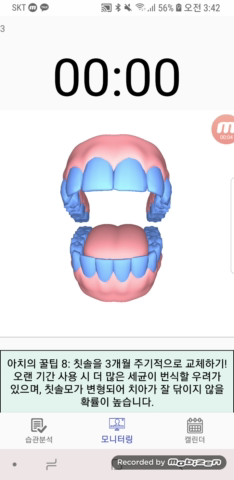 SKT 56% 오전 3:42
3
00:00
00:04
아치의 꿀팁 8: 칫솔을 3개월 주기적으로 교체하기!
오랜 기간 사용 시 더 많은 세균이 번식할 우려가
있으며, 칫솔모가 변형되어 치아가 잘 닦이지 않을
확률이 높습니다.
습관분석 모니터링 캘린더
Recorded by Mobizen